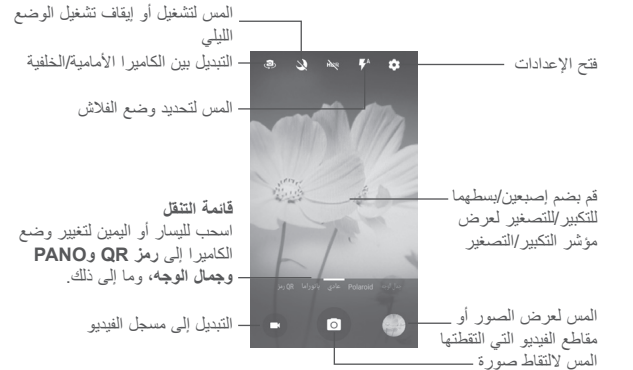 المس لتشغيل أو إيقاف تشغيل الوضع
الليلي
التبديل بين الكاميرا الأمامية/الخلفية
المس لتحديد وضع الفلاش
قائمة التنقل
اسحب لليسار أو اليمين لتغيير وضع
الكاميرا إلى رمز QR وPANO
وجمال الوجه، وما إلى ذلك.
التبديل إلى مسجل الفيديو
HDR
A
رمز QR بانوراما عادي Polaroid
فتح الإعدادات
قم بضم إصبعين/بسطهما
للتكبير/للتصغير لعرض
مؤشر التكبير/التصغير
المس لعرض الصور أو
مقاطع الفيديو التي التقطتها
المس لالتقاط صورة